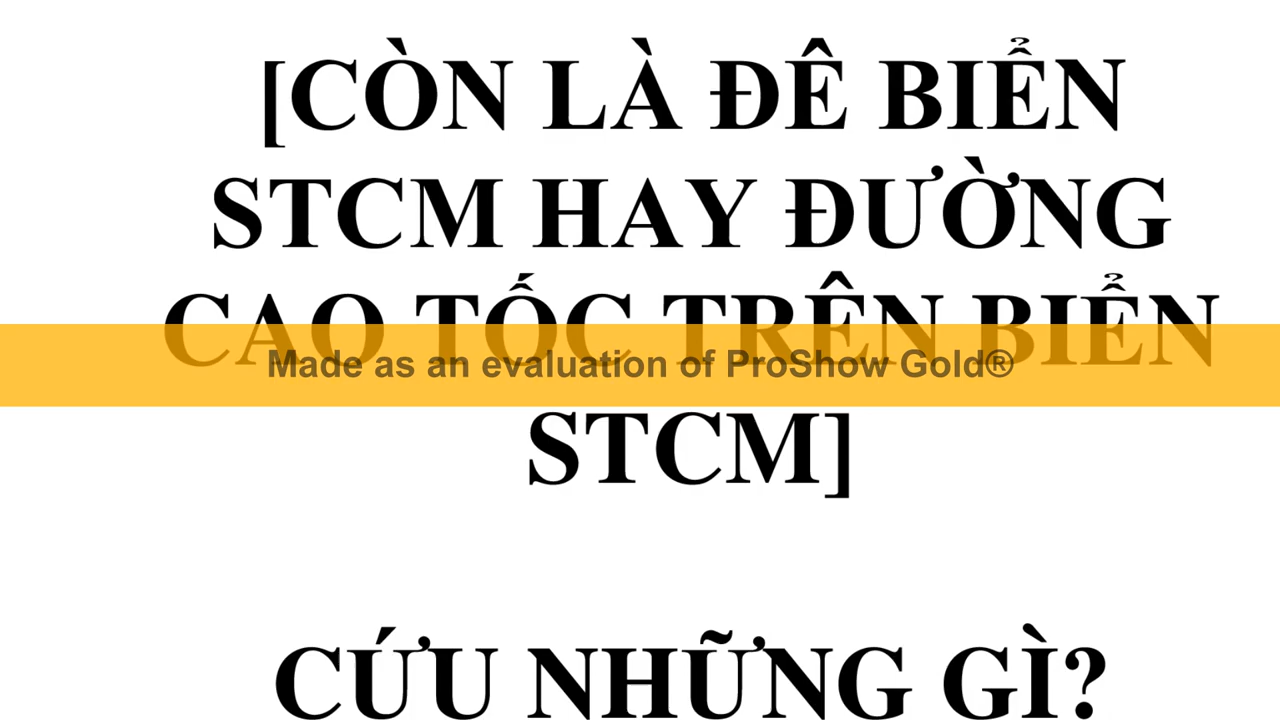 [CÒN LÀ ĐÊ BIỂN
STCM HAY ĐƯỜNG
CAO TỐC TRÊN BIỂN
Made as an evaluation of ProShow Gold®
STCM]
CỨU NHỮNG GÌ?